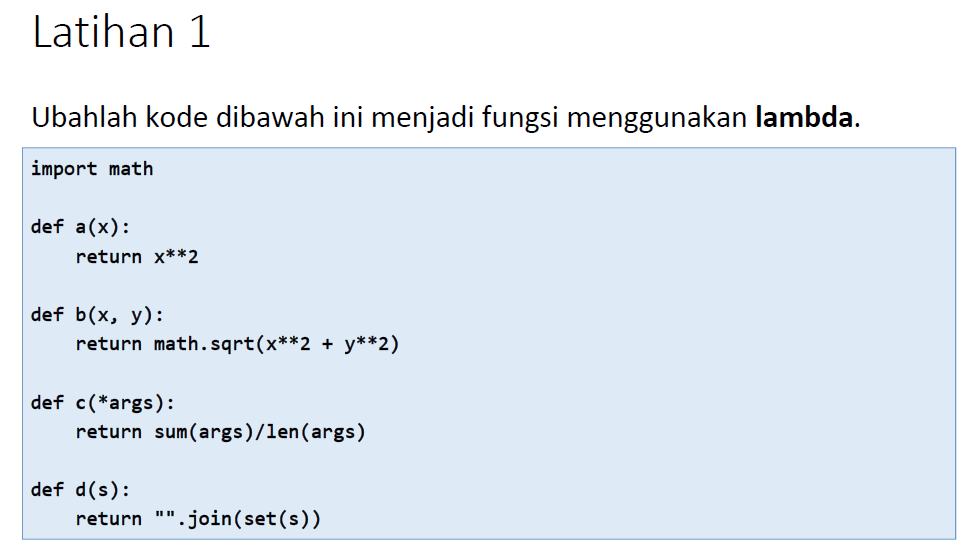 Latihan 1
Ubahlah kode dibawah ini menjadi fungsi menggunakan lambda.
import math
def a(x):
    return x**2
def b(x, y):
    return math.sqrt(x**2 + y**2)
def c(*args):
    return sum(args)/len(args)
def d(s):
    return "".join(set(s))